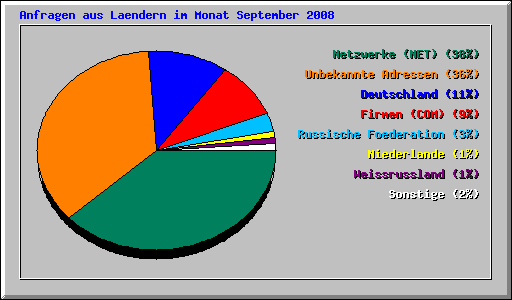 Anfragen aus Laendern im Monat September 2008
Netzwerke (NET) (38%)
Unbekannte Adressen (36%)
Deutschland (11%)
Firmen (COM) (9%)
Russische Foederation (3%)
Niederlande (1%)
Weissrussland (1%)
Sonstige (2%)